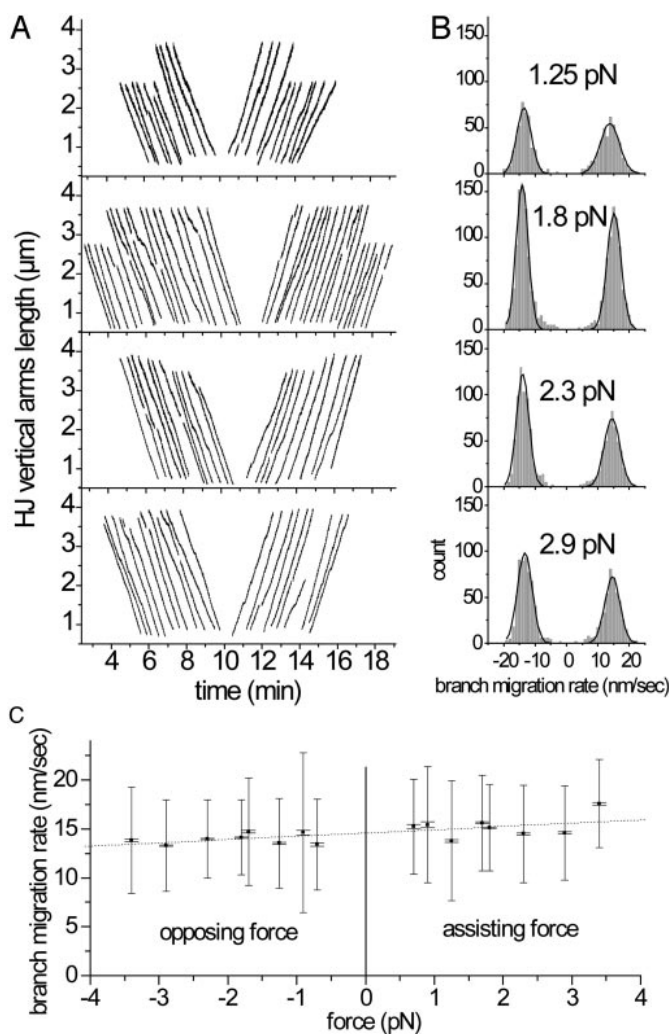 A
B
HJ vertical arms length (µm)
4
3
2
1
4
3
2
1
4
3
2
1
4
3
2
1
4 6 8 10 12 14 16 18
time (min)
150
100
50
0
1.25 pN
150
100
50
0
1.8 pN
150
100
50
0
2.3 pN
150
100
50
0
count
2.9 pN
-20 -10 0 10 20
branch migration rate (nm/sec)
C
branch migration rate (nm/sec)
20
15
10
5
0
opposing force
assisting force
-4 -3 -2 -1 0 1 2 3 4
force (pN)